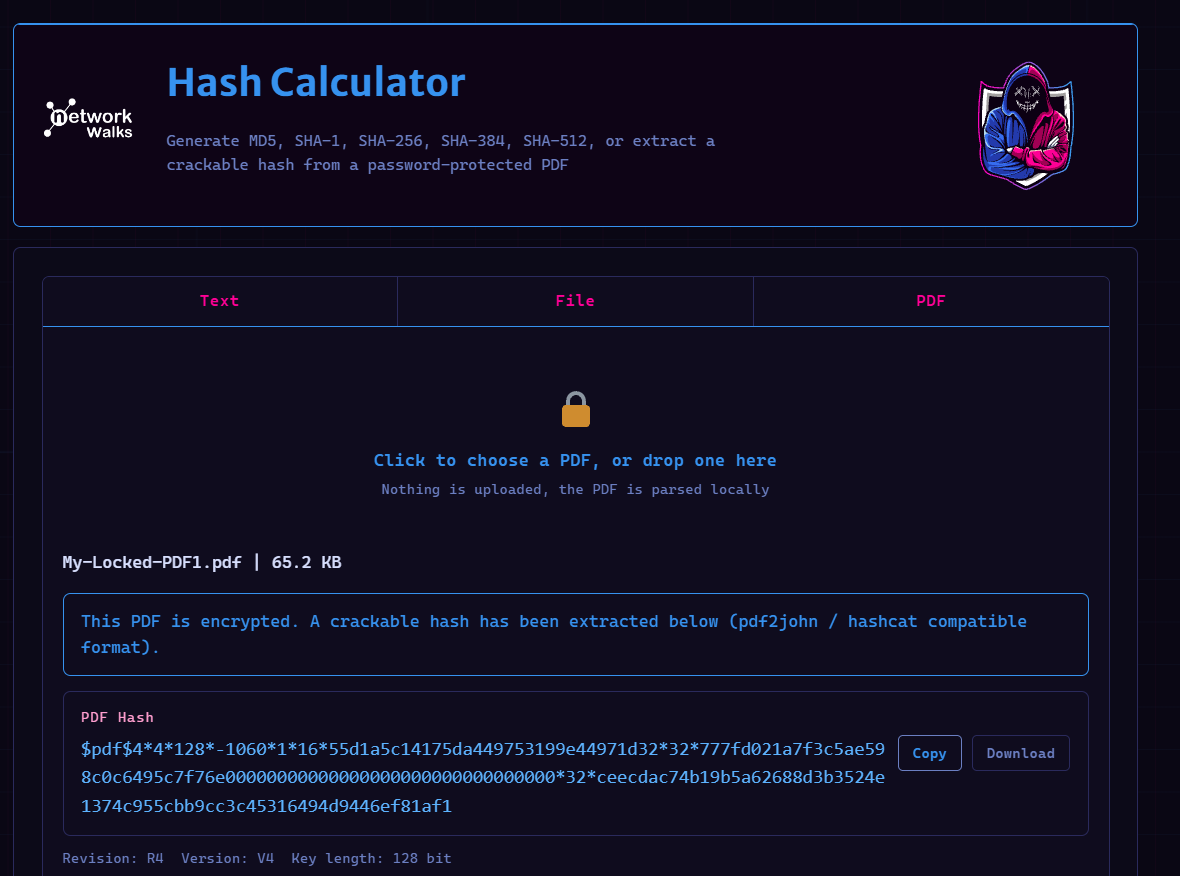 network
Walks
Hash Calculator
Generate MD5, SHA-1, SHA-256, SHA-384, SHA-512, or extract a
crackable hash from a password-protected PDF
Text
File
PDF
Click to choose a PDF, or drop one here
Nothing is uploaded, the PDF is parsed locally
My-Locked-PDF1.pdf | 65.2 KB
This PDF is encrypted. A crackable hash has been extracted below (pdf2john / hashcat compatible
format).
PDF Hash
$pdf$4*4*128*-1060*1*16*55d1a5c14175da449753199e44971d32*32*777fd021a7f3c5ae59
8c0c6495c7f76e00000000000000000000000000000000*32*ceecdac74b19b5a62688d3b3524e
1374c955cbb9cc3c45316494d9446ef81af1
Copy
Download
Revision: R4 Version: V4 Key length: 128 bit